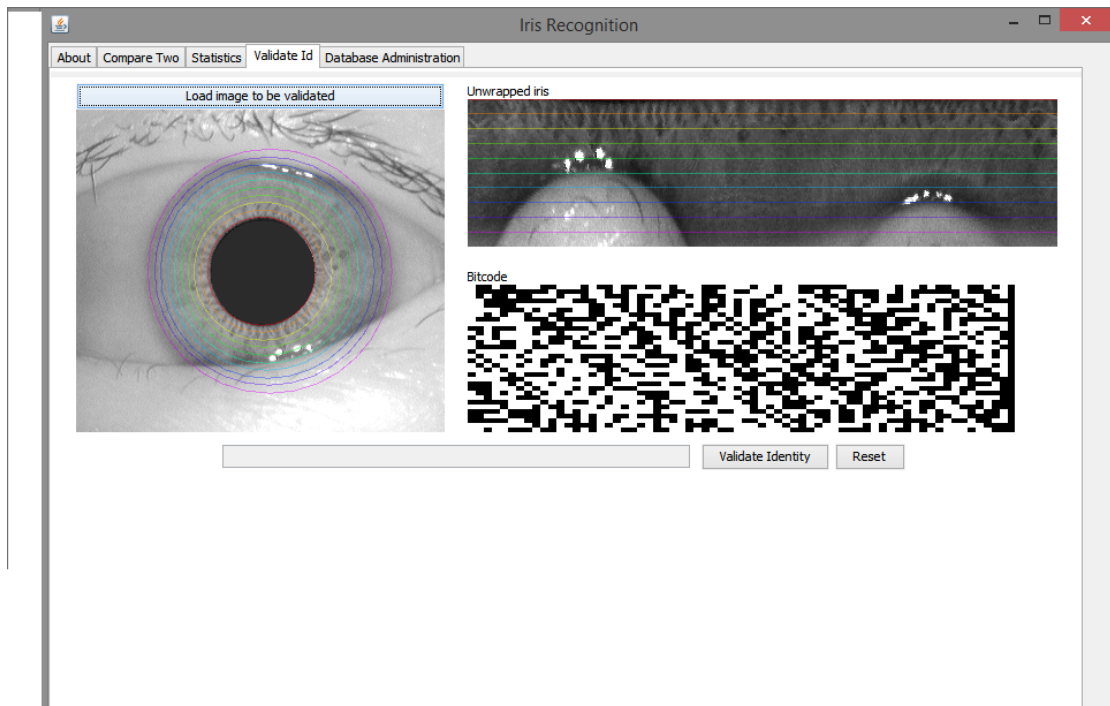 Iris Recognition
About Compare Two Statistics Validate Id Database Administration
Load image to be validated
Unwrapped iris
Bitcode
Validate Identity Reset